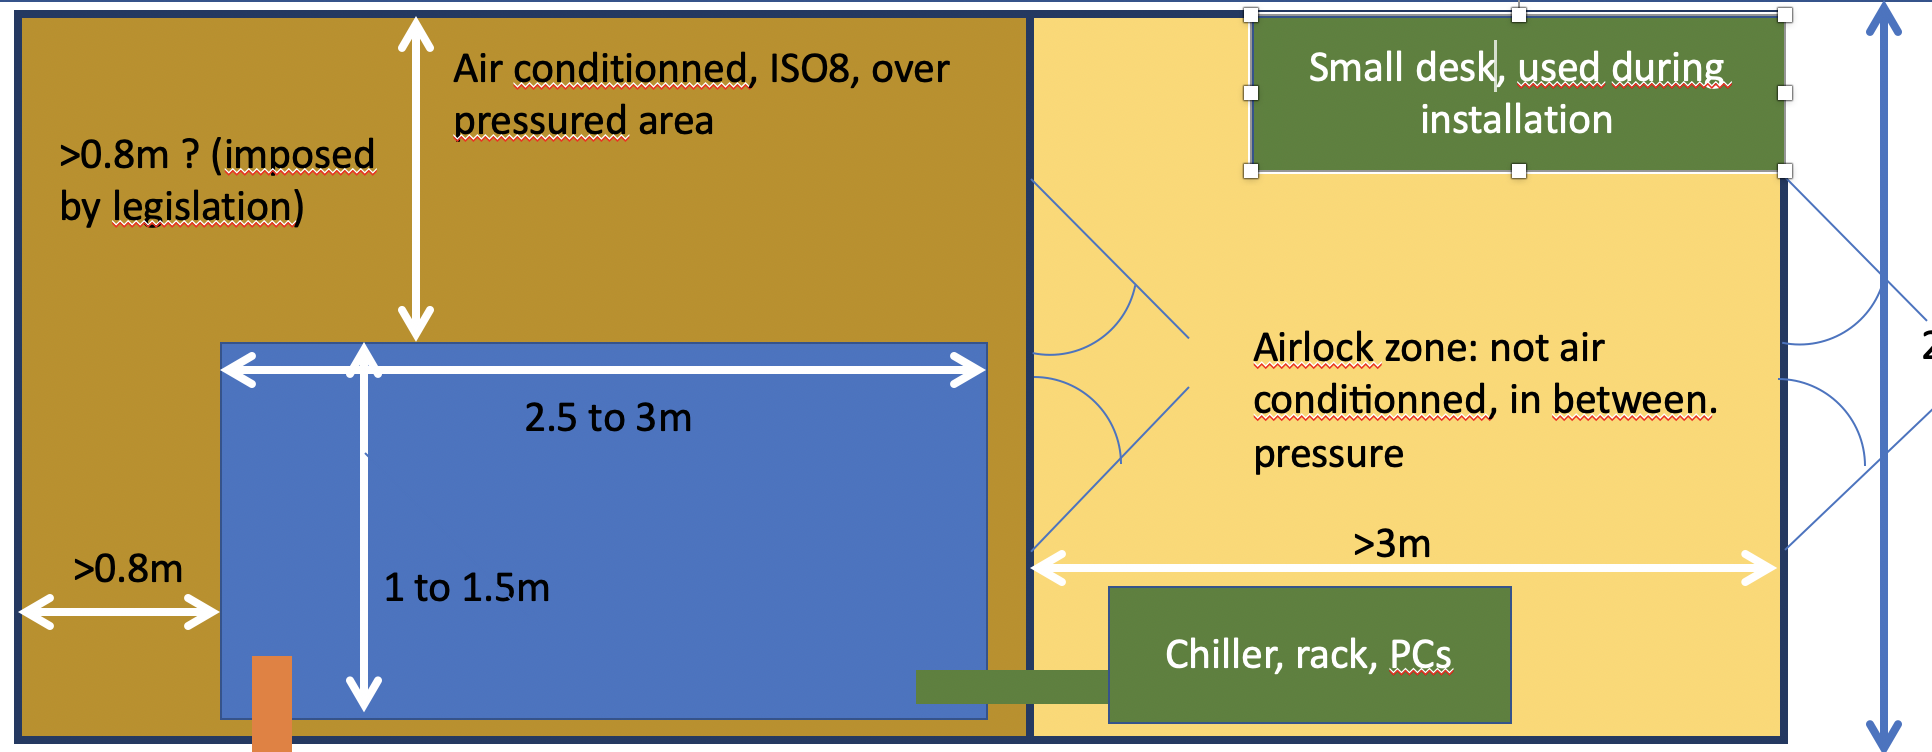 Air conditionned, ISO8, over
pressured area
>0.8m ? (imposed
by legislation)
Small desk, used during
installation
2.5 to 3m
Airlock zone: not air
conditionned, in between.
pressure
>0.8m
1 to 1.5m
>3m
Chiller, rack, PCs